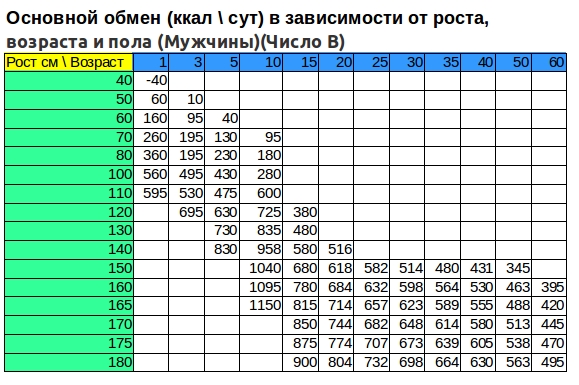 Основной обмен (ккал \ сут) в зависимости от роста,
возраста и пола (Мужчины)(Число В)
Рост см \ Возраст 1 3 5 10 15 20 25 30 35 40 50 60
40 -40
50 60 10
60 160 95 40
70 260 195 130 95
80 360 195 230 180
100 560 495 430 280
110 595 530 475 600
120 695 630 725 380
130 730 835 480
140 830 958 580 516
150 1040 680 618 582 514 480 431 345
160 1095 780 684 632 598 564 530 463 395
165 1150 815 714 657 623 589 555 488 420
170 850 744 682 648 614 580 513 445
175 875 774 707 673 639 605 538 470
180 900 804 732 698 664 630 563 495